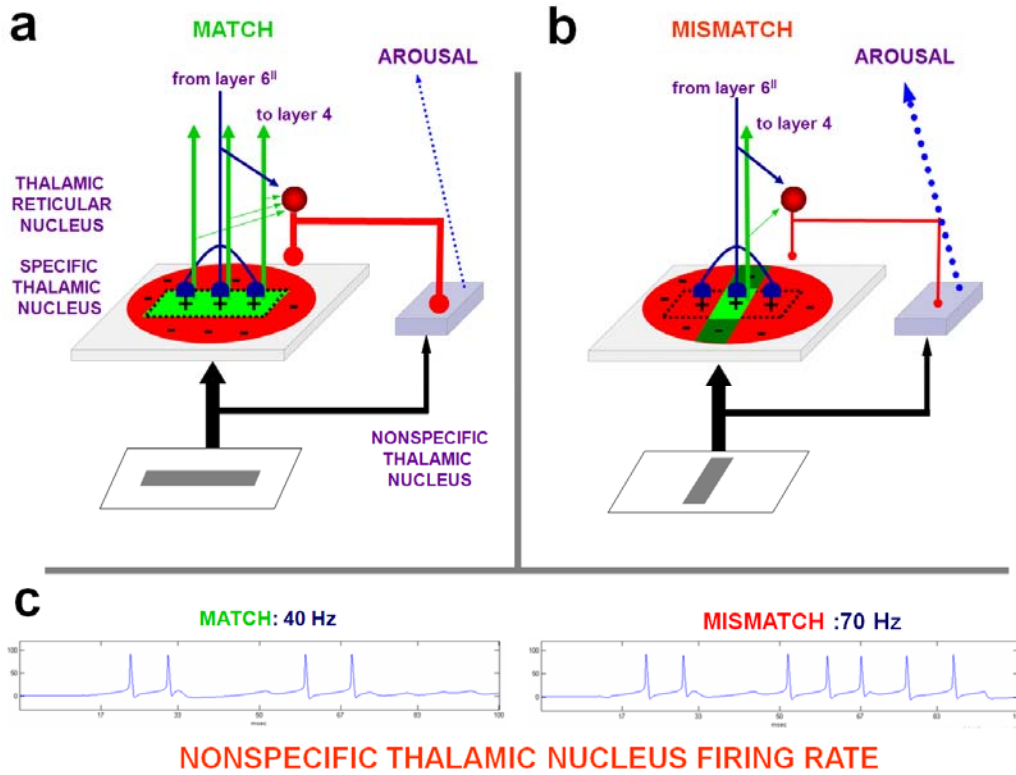 a
MATCH
AROUSAL
from layer 6ᴵᴵ
to layer 4
THALAMIC
RETICULAR
NUCLEUS
SPECIFIC
THALAMIC
NUCLEUS
- - - - - - - -
+ + +
NONSPECIFIC
THALAMIC
NUCLEUS
b
MISMATCH
AROUSAL
from layer 6ᴵᴵ
to layer 4
- - - - - - - -
+ + +
c
MATCH: 40 Hz
100
50
0
17 33 50 67 83 100
msec
MISMATCH :70 Hz
100
50
0
17 33 50 67 83
msec
NONSPECIFIC THALAMIC NUCLEUS FIRING RATE